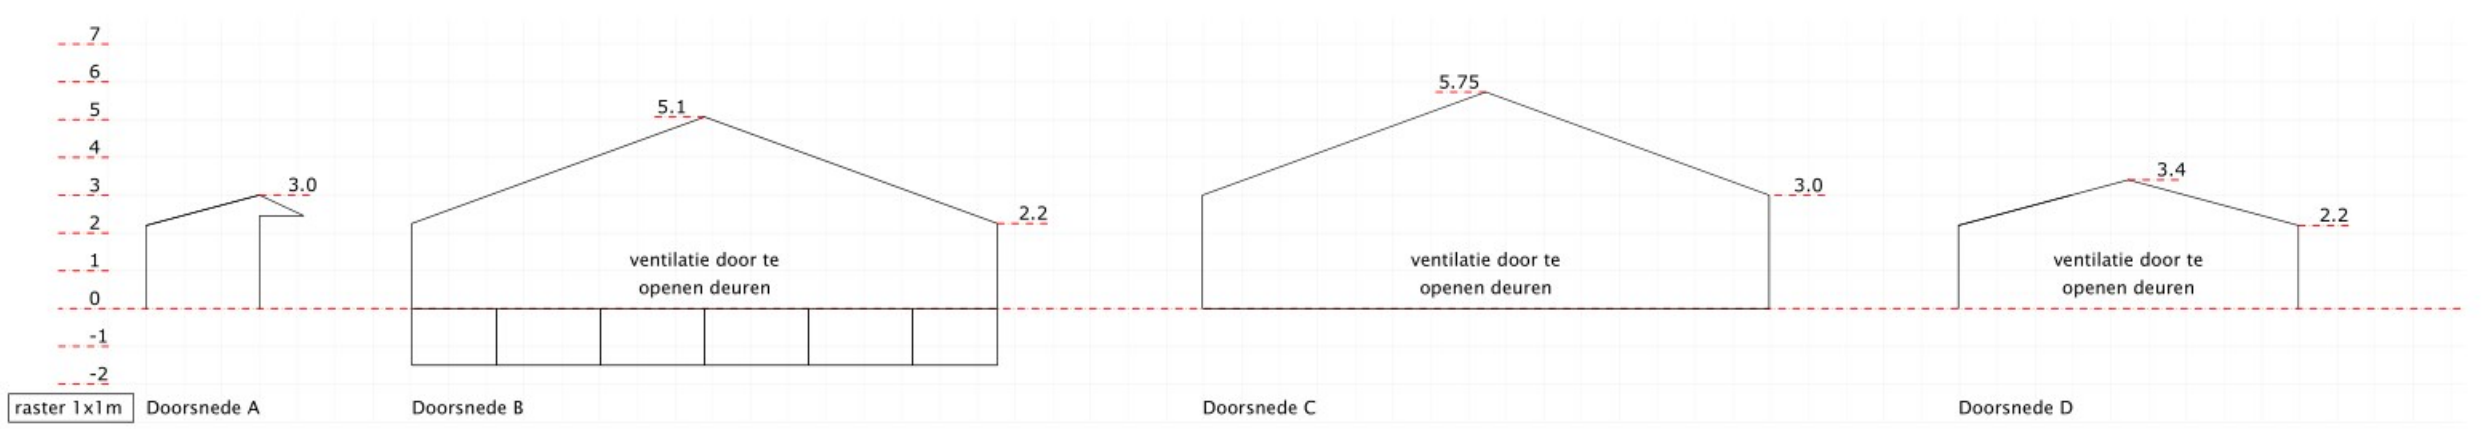 7
6
5
4
3
2
1
0
-1
-2
raster 1x1m
3.0
Doorsnede A
5.1
2.2
ventilatie door te
openen deuren
Doorsnede B
5.75
3.0
ventilatie door te
openen deuren
Doorsnede C
3.4
2.2
ventilatie door te
openen deuren
Doorsnede D